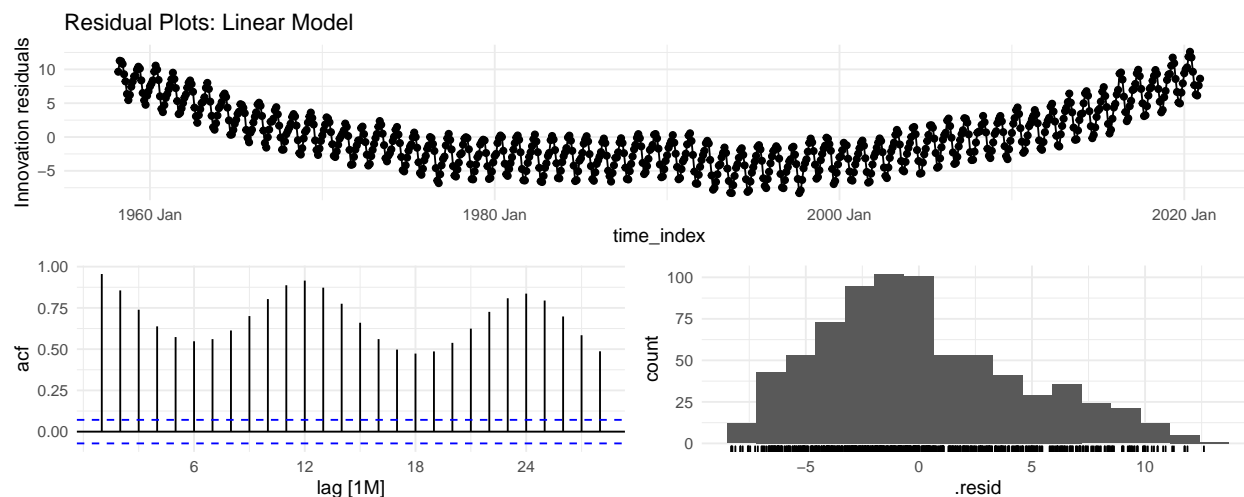 Residual Plots: Linear Model
Innovation residuals
10
5
0
−5
1960 Jan
1980 Jan
2000 Jan
2020 Jan
time_index
acf
1.00
0.75
0.50
0.25
0.00
6
12
18
24
lag [1M]
count
100
75
50
25
0
−5
0
5
10
.resid